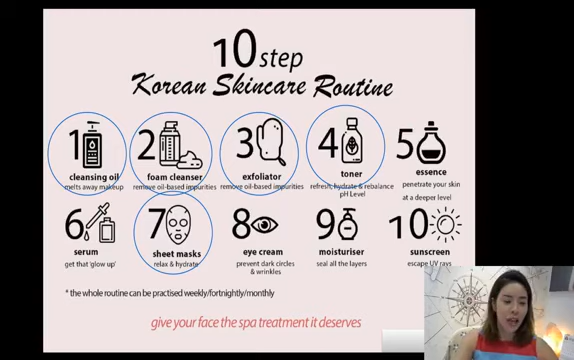 10 step
Korean Skincare Routine
1
cleansing oil
melts away makeup
2
foam cleanser
remove oil-based impurities
3
exfoliator
remove oil-based impurities
4
toner
refresh, hydrate & rebalance
pH Level
5
essence
penetrate your skin
at a deeper level
6
serum
get that 'glow up'
7
sheet masks
relax & hydrate
8
eye cream
prevent dark circles
& wrinkles
9
moisturiser
seal all the layers
10
sunscreen
escape UV rays
* the whole routine can be practised weekly/fortnightly/monthly
give your face the spa treatment it deserves